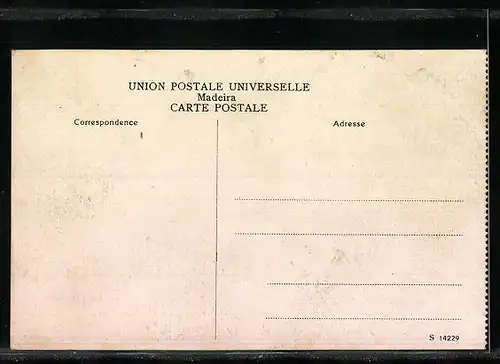 UNION POSTALE UNIVERSELLE
Madeira
CARTE POSTALE
Correspondence
Adresse
S 14229